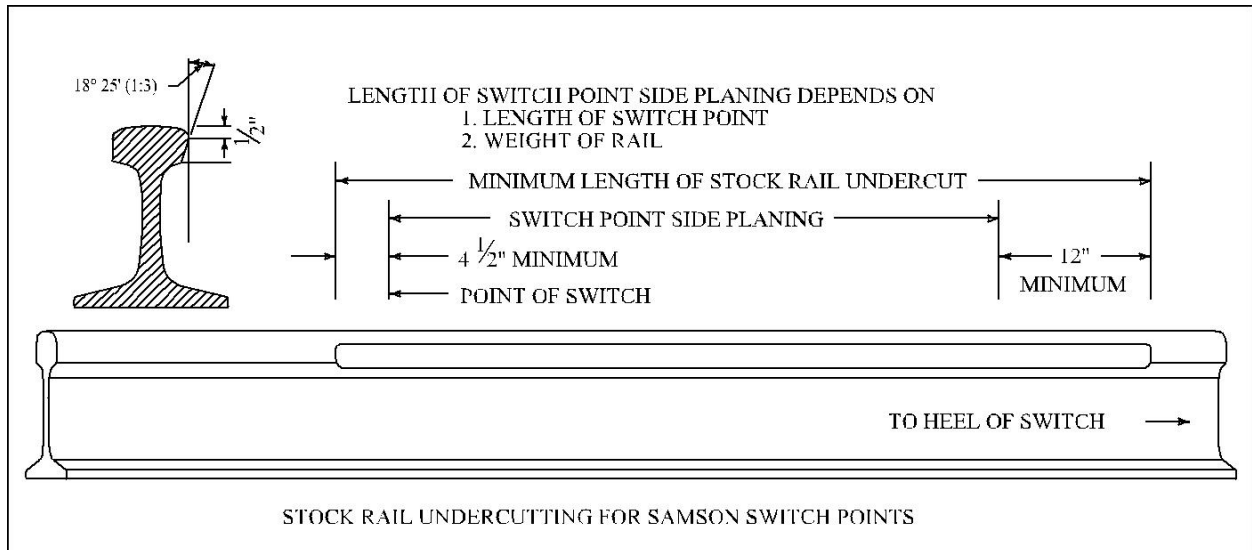 18° 25' (1:3)
1/2"
LENGTH OF SWITCH POINT SIDE PLANING DEPENDS ON
1. LENGTH OF SWITCH POINT
2. WEIGHT OF RAIL
MINIMUM LENGTH OF STOCK RAIL UNDERCUT
SWITCH POINT SIDE PLANING
4 1/2" MINIMUM
12"
MINIMUM
POINT OF SWITCH
TO HEEL OF SWITCH
STOCK RAIL UNDERCUTTING FOR SAMSON SWITCH POINTS